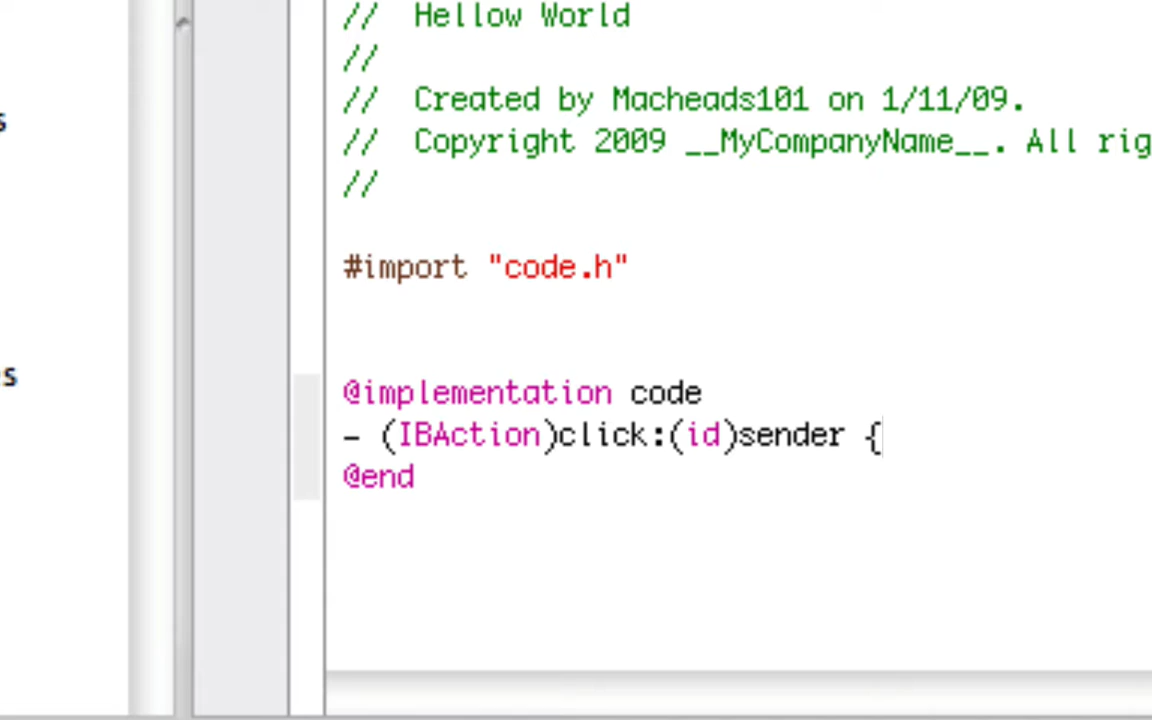 //  Hellow World
//
//  Created by Macheads101 on 1/11/09.
//  Copyright 2009 __MyCompanyName__. All rig
//
s
#import "code.h"
s
@implementation code
- (IBAction)click:(id)sender {
@end